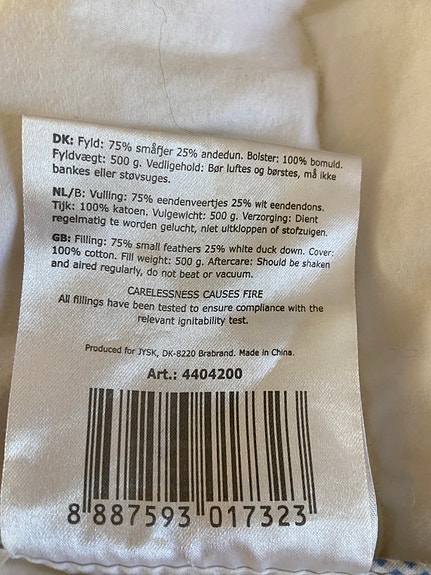 DK: Fyld: 75% småfjer 25% andedun. Bolster: 100% bomuld.
Fyldvægt: 500 g. Vedligehold: Bør luftes og børstes, må ikke
bankes eller støvsuges.
NL/B: Vulling: 75% eendenveertjes 25% wit eendendons.
Tijk: 100% katoen. Vulgewicht: 500 g. Verzorging: Dient
regelmatig te worden gelucht, niet uitkloppen of stofzuigen.
GB: Filling: 75% small feathers 25% white duck down. Cover:
100% cotton. Fill weight: 500 g. Aftercare: Should be shaken
and aired regularly, do not beat or vacuum.
CARELESSNESS CAUSES FIRE
All fillings have been tested to ensure compliance with the
relevant ignitability test.
Produced for JYSK, DK-8220 Brabrand. Made in China.
Art.: 4404200
8 887593 017323